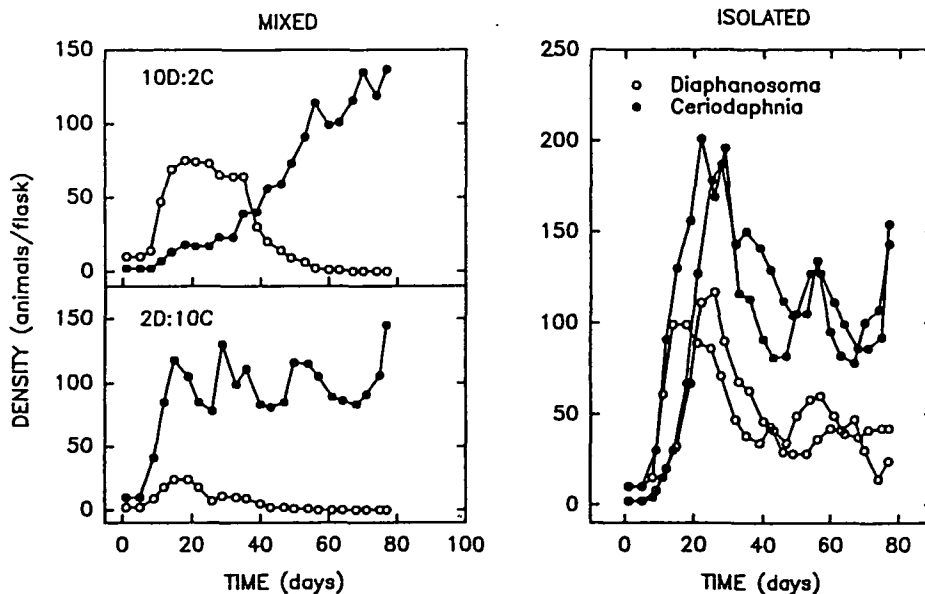 MIXED
150
100
50
0
10D:2C
150
100
50
0
2D:10C
0 20 40 60 80 100
TIME (days)
DENSITY (animals/flask)
ISOLATED
250
200
150
100
50
0
Diaphanosoma
Ceriodaphnia
0 20 40 60 80
TIME (days)